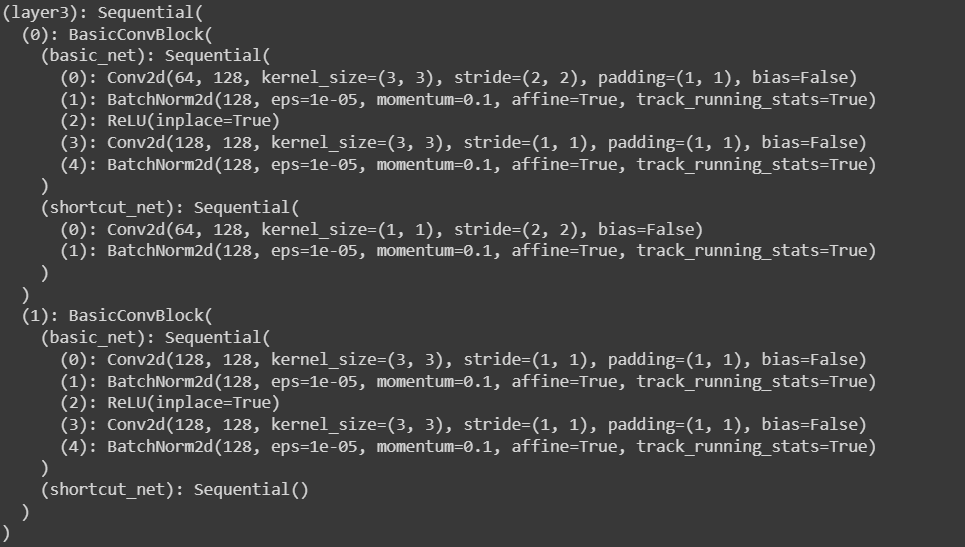 (layer3): Sequential(
  (0): BasicConvBlock(
    (basic_net): Sequential(
      (0): Conv2d(64, 128, kernel_size=(3, 3), stride=(2, 2), padding=(1, 1), bias=False)
      (1): BatchNorm2d(128, eps=1e-05, momentum=0.1, affine=True, track_running_stats=True)
      (2): ReLU(inplace=True)
      (3): Conv2d(128, 128, kernel_size=(3, 3), stride=(1, 1), padding=(1, 1), bias=False)
      (4): BatchNorm2d(128, eps=1e-05, momentum=0.1, affine=True, track_running_stats=True)
    )
    (shortcut_net): Sequential(
      (0): Conv2d(64, 128, kernel_size=(1, 1), stride=(2, 2), bias=False)
      (1): BatchNorm2d(128, eps=1e-05, momentum=0.1, affine=True, track_running_stats=True)
    )
  )
  (1): BasicConvBlock(
    (basic_net): Sequential(
      (0): Conv2d(128, 128, kernel_size=(3, 3), stride=(1, 1), padding=(1, 1), bias=False)
      (1): BatchNorm2d(128, eps=1e-05, momentum=0.1, affine=True, track_running_stats=True)
      (2): ReLU(inplace=True)
      (3): Conv2d(128, 128, kernel_size=(3, 3), stride=(1, 1), padding=(1, 1), bias=False)
      (4): BatchNorm2d(128, eps=1e-05, momentum=0.1, affine=True, track_running_stats=True)
    )
    (shortcut_net): Sequential()
  )
)